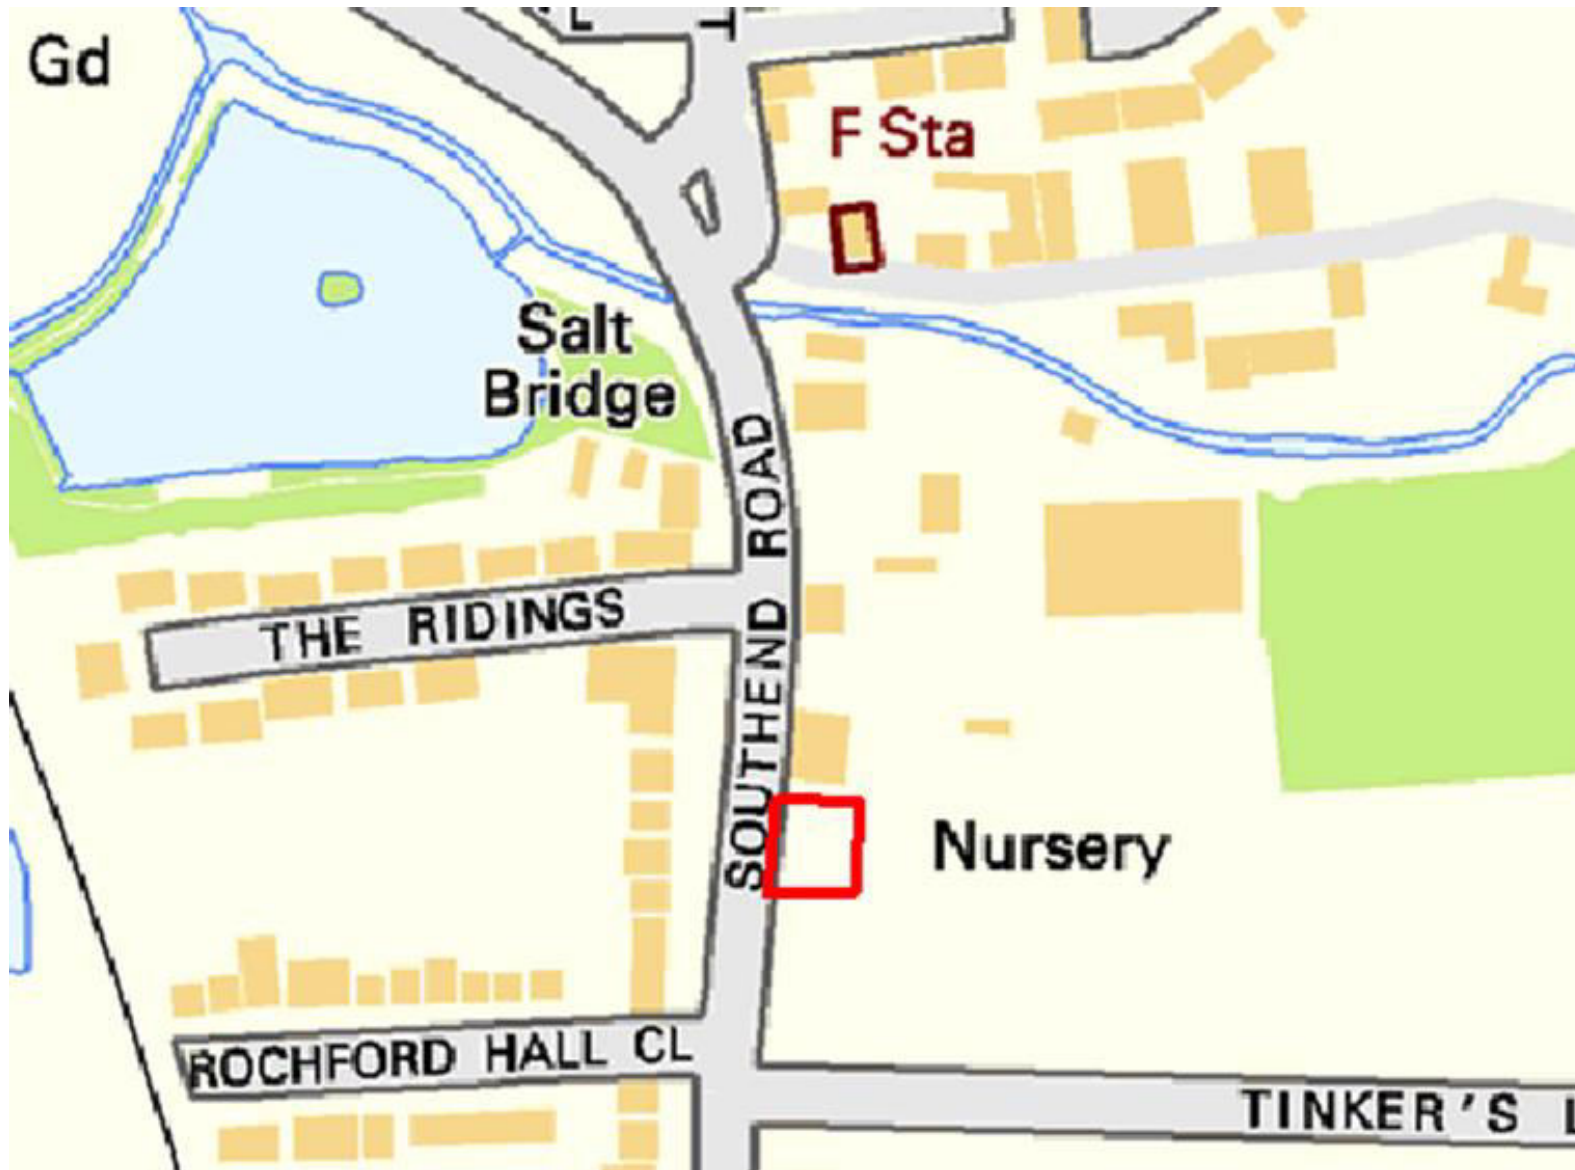 Gd
F Sta
Salt
Bridge
SOUTHEND ROAD
THE RIDINGS
Nursery
ROCHFORD HALL CL
TINKER'S